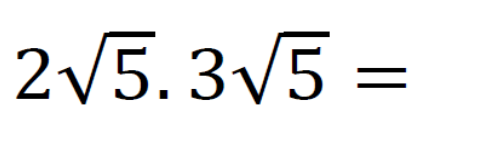 2√5. 3√5 =